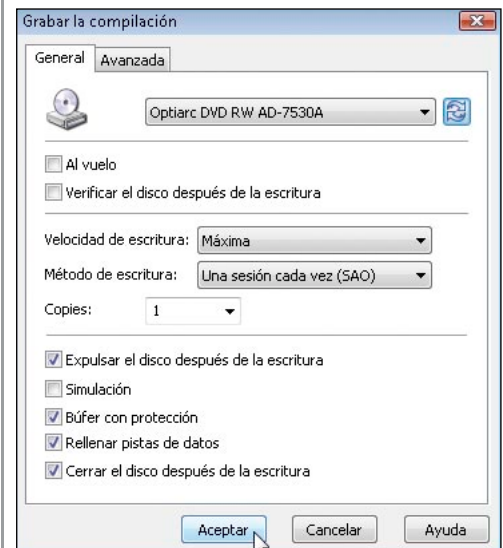 Grabar la compilación
General Avanzada
Optiarc DVD RW AD-7530A
Al vuelo
Verificar el disco después de la escritura
Velocidad de escritura: Máxima
Método de escritura: Una sesión cada vez (SAO)
Copies: 1
Expulsar el disco después de la escritura
Simulación
Búfer con protección
Rellenar pistas de datos
Cerrar el disco después de la escritura
Aceptar Cancelar Ayuda